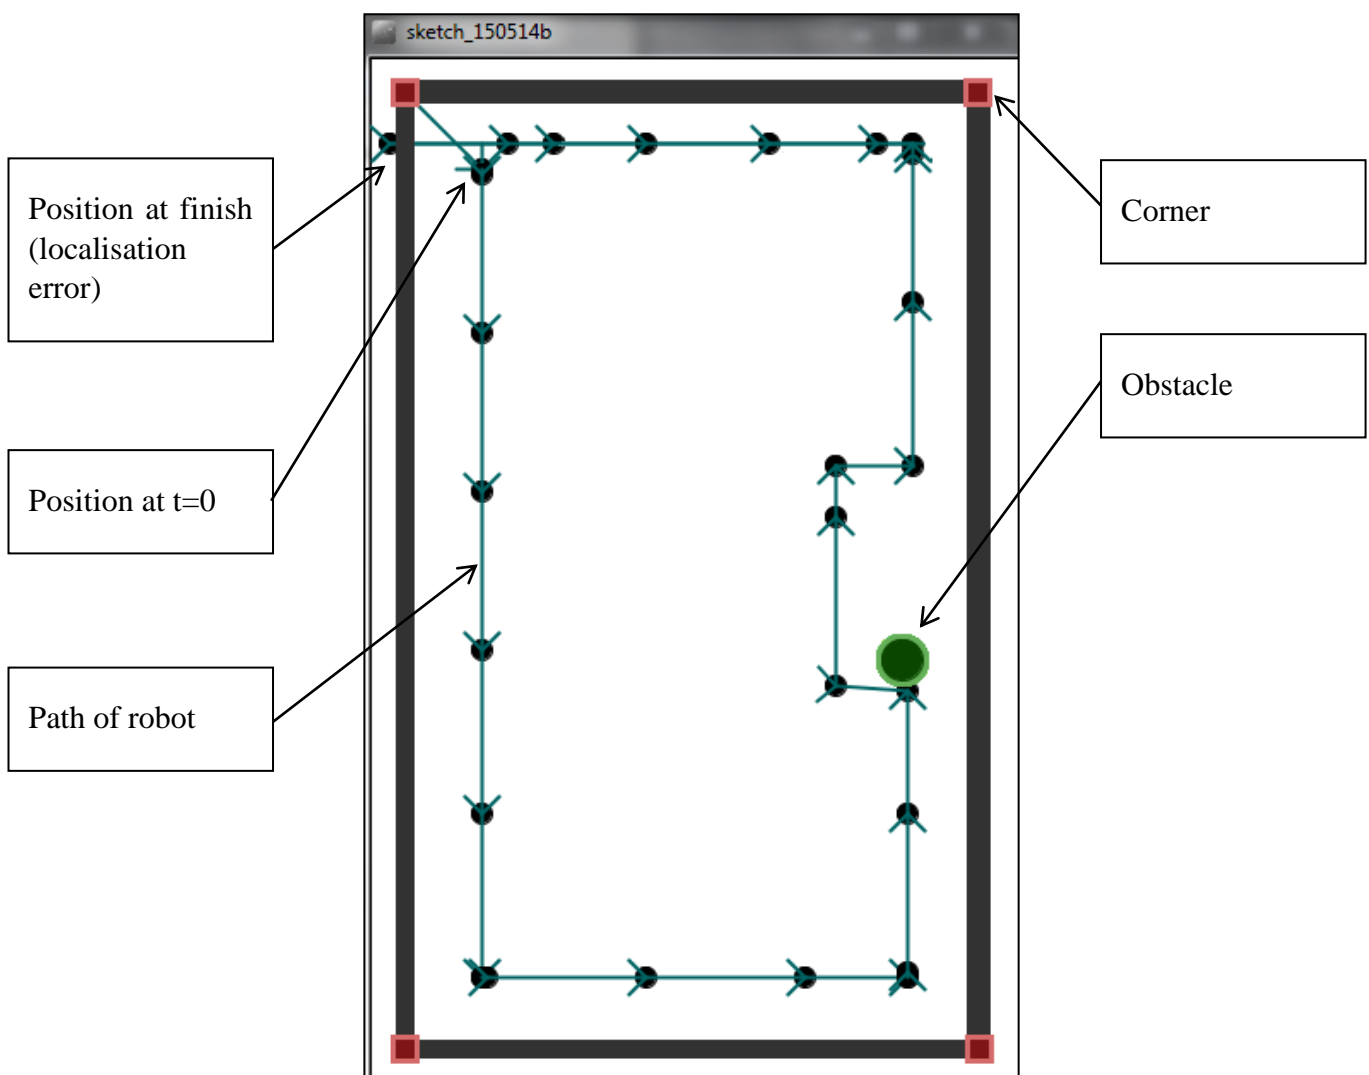 sketch_150514b
Position at finish
(localisation
error)
Corner
Obstacle
Position at t=0
Path of robot